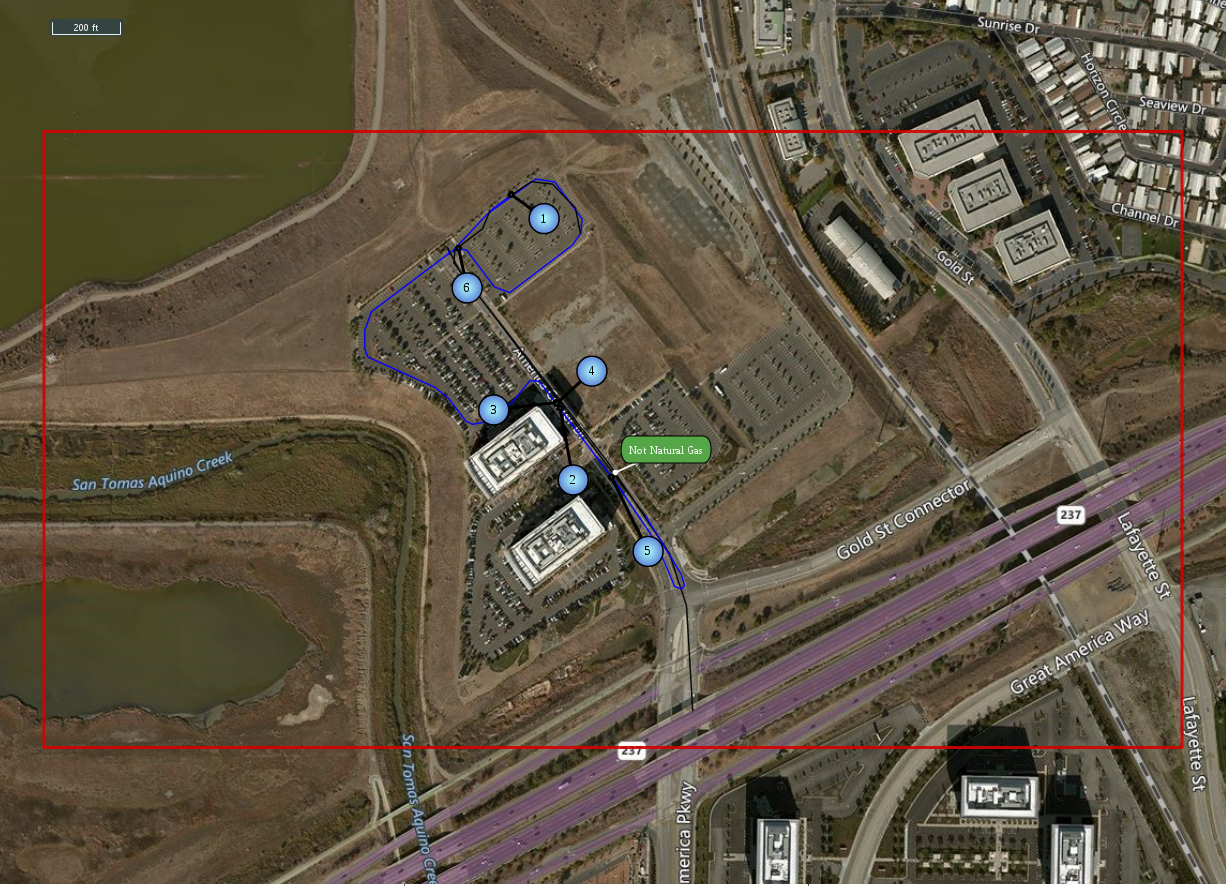 200 ft
Sunrise Dr
Horizon Circle
Seaview Dr
Channel Dr
Gold St
1
6
4
3
Not Natural Gas
2
San Tomas Aquino Creek
5
237
Gold St Connector
Lafayette St
Great America Way
237
Lafayette St
San Tomas Aquino Cree
merica Pkwy